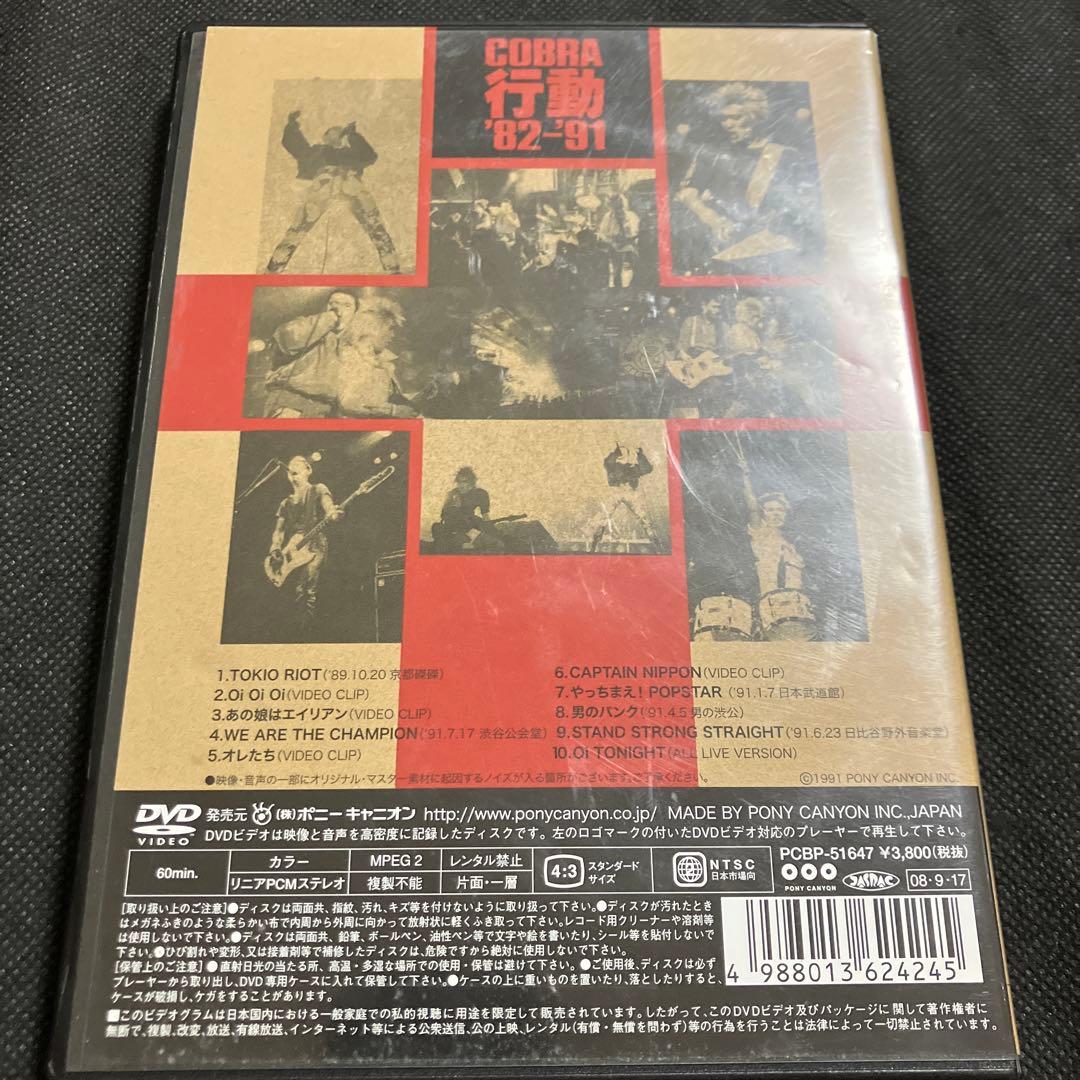 COBRA
行動
'82-'91
1.TOKIO RIOT('89.10.20 京都磔磔)
2.Oi Oi Oi(VIDEO CLIP)
3.あの娘はエイリアン(VIDEO CLIP)
4.WE ARE THE CHAMPION('91.7.17 渋谷公会堂)
5.オレたち(VIDEO CLIP)
6.CAPTAIN NIPPON(VIDEO CLIP)
7.やっちまえ! POPSTAR ('91.1.7 日本武道館)
8. 男のパンク('91.4.5 男の渋公)
9.STAND STRONG STRAIGHT('91.6.23 日比谷野外音楽堂)
10.Oi TONIGHT(ALL LIVE VERSION)
●映像・音声の一部にオリジナル・マスター素材に起因するノイズが入る箇所がございます。ご了承ください。
©1991 PONY CANYON INC.
DVD VIDEO 発売元 (株)ポニーキャニオン http://www.ponycanyon.co.jp/ MADE BY PONY CANYON INC.,JAPAN
DVDビデオは映像と音声を高密度に記録したディスクです。左のロゴマークの付いたDVDビデオ対応のプレーヤーで再生して下さい。
60min. カラー MPEG 2 レンタル禁止 4:3 スタンダードサイズ 2 NTSC 日本市場向 PCBP-51647 ¥3,800(税抜)
リニアPCMステレオ 複製不能 片面・一層 PONY CANYON JASRAC 08・9・17
[取り扱い上のご注意]●ディスクは両面共、指紋、汚れ、キズ等を付けないように取り扱って下さい。●ディスクが汚れたとき
はメガネふきのような柔らかい布で内周から外周に向かって放射状に軽くふき取って下さい。レコード用クリーナーや溶剤等
は使用しないで下さい。●ディスクは両面共、鉛筆、ボールペン、油性ペン等で文字や絵を書いたり、シール等を貼付しないで
下さい。●ひび割れや変形、又は接着剤等で補修したディスクは、危険ですから絶対に使用しないで下さい。
[保管上のご注意]●直射日光の当たる所、高温・多湿な場所での使用・保管は避けて下さい。●ご使用後、ディスクは必ず
プレーヤーから取り出し、DVD専用ケースに入れて保管して下さい。●ケースの上に重いものを置いたり、落としたりすると、
ケースが破損し、ケガをすることがあります。
4 988013 624245
■このビデオグラムは日本国内における一般家庭での私的視聴に用途を限定して販売されています。したがって、このDVDビデオ及びパッケージに関して著作権者に
無断で、複製、改変、放送、有線放送、インターネット等による公衆送信、公の上映、レンタル(有償・無償を問わず)等の行為を行うことは法律によって一切禁止されています。